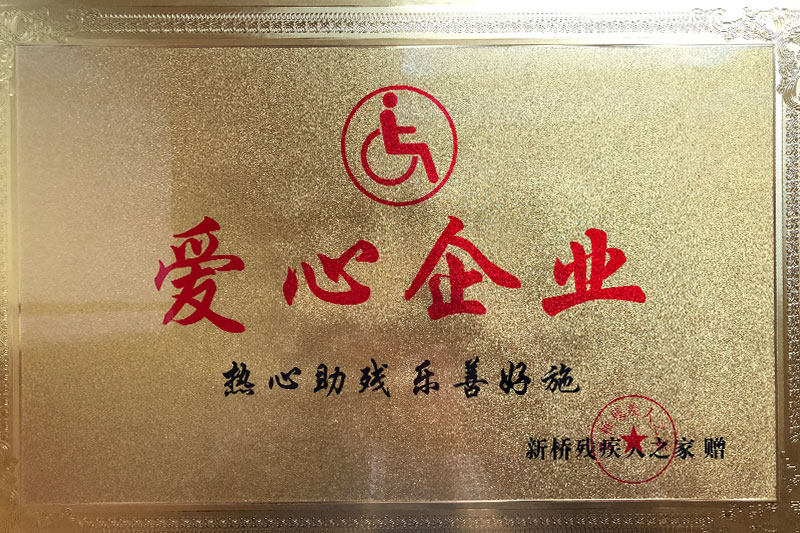 爱心企业
热心助残 乐善好施
新桥残疾人之家 赠